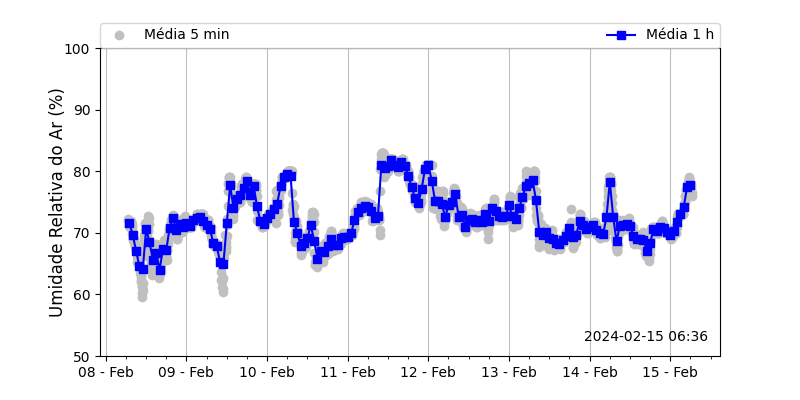 Média 5 min
Média 1 h
Umidade Relativa do Ar (%)
100
90
80
70
60
50
2024-02-15 06:36
08 - Feb
09 - Feb
10 - Feb
11 - Feb
12 - Feb
13 - Feb
14 - Feb
15 - Feb